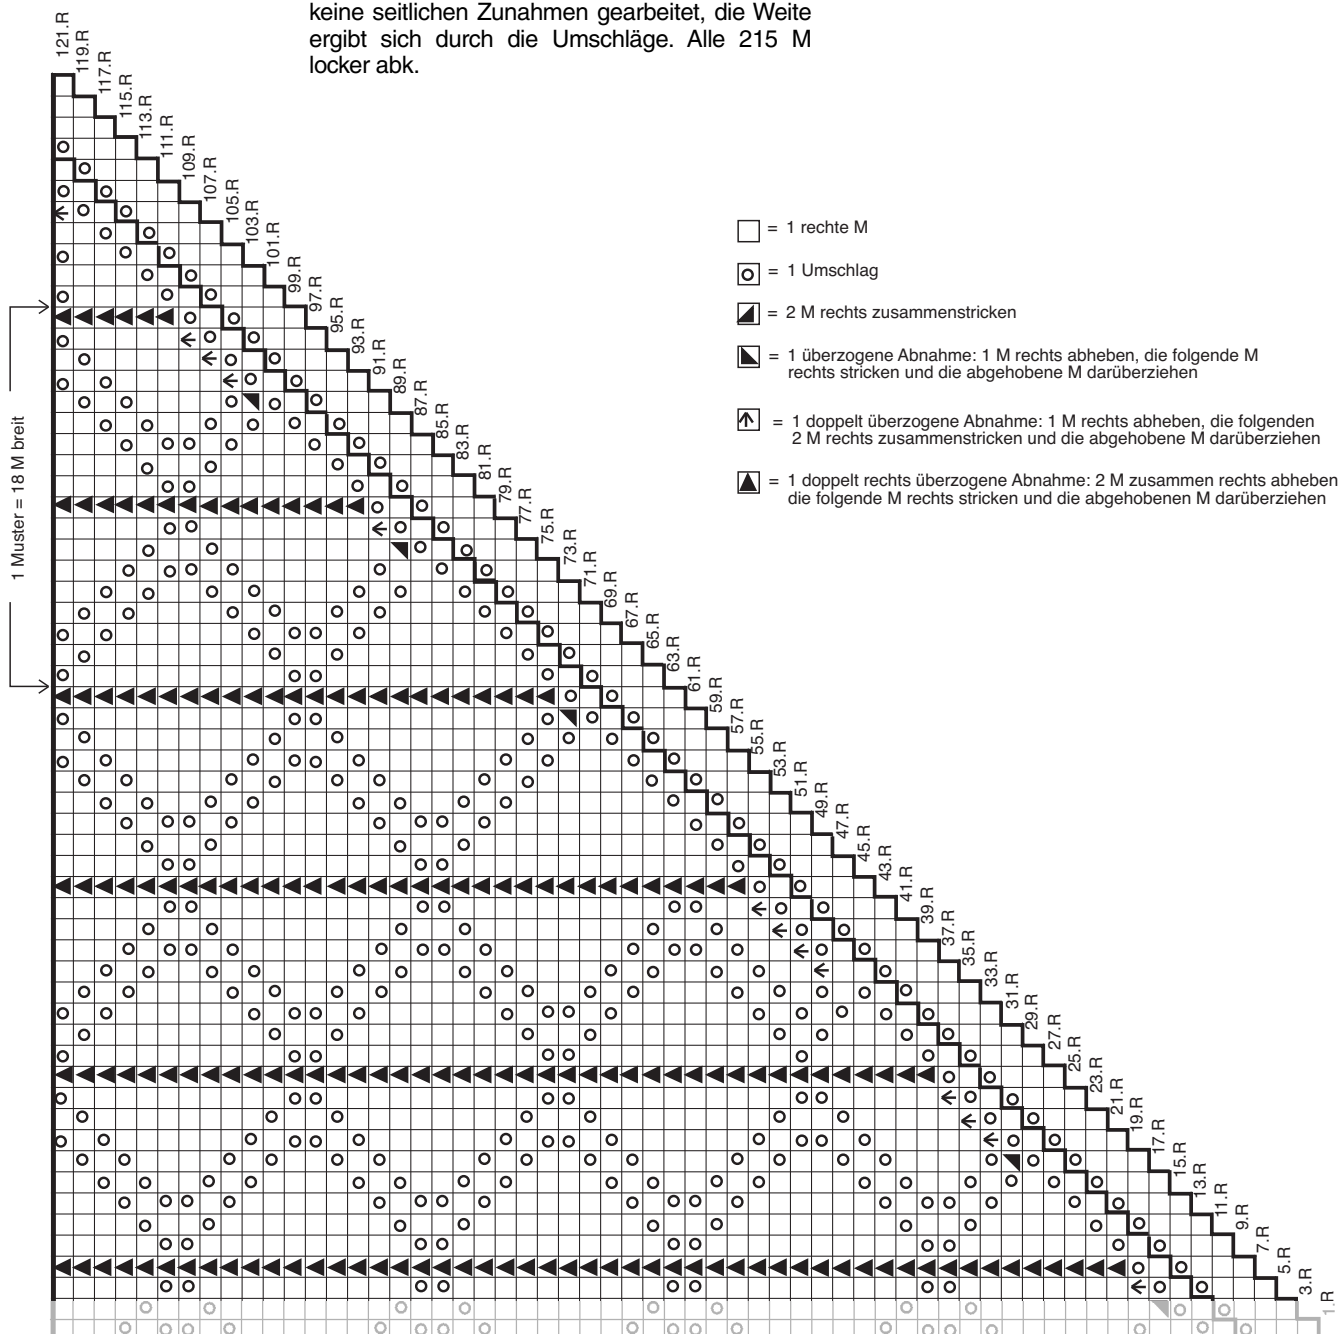 keine seitlichen Zunahmen gearbeitet, die Weite
ergibt sich durch die Umschläge. Alle 215 M
locker abk.
121.R
119.R
117.R
115.R
113.R
111.R
109.R
107.R
105.R
103.R
101.R
99.R
97.R
95.R
93.R
91.R
89.R
87.R
85.R
83.R
81.R
79.R
77.R
75.R
73.R
71.R
69.R
67.R
65.R
63.R
61.R
59.R
57.R
55.R
53.R
51.R
49.R
47.R
45.R
43.R
41.R
39.R
37.R
35.R
33.R
31.R
29.R
27.R
25.R
23.R
21.R
19.R
17.R
15.R
13.R
11.R
9.R
7.R
5.R
3.R
1.R
1 Muster = 18 M breit
= 1 rechte M
= 1 Umschlag
= 2 M rechts zusammenstricken
= 1 überzogene Abnahme: 1 M rechts abheben, die folgende M
rechts stricken und die abgehobene M darüberziehen
= 1 doppelt überzogene Abnahme: 1 M rechts abheben, die folgenden
2 M rechts zusammenstricken und die abgehobene M darüberziehen
= 1 doppelt rechts überzogene Abnahme: 2 M zusammen rechts abheben
die folgende M rechts stricken und die abgehobenen M darüberziehen